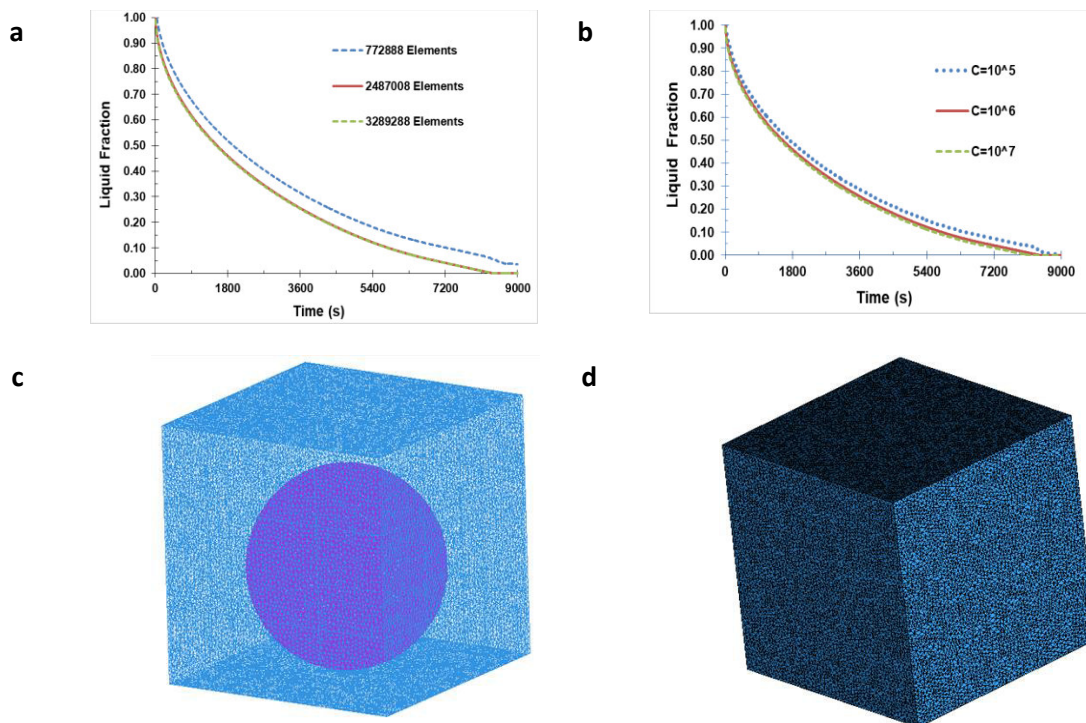 a
1.00
0.90
0.80
0.70
0.60
0.50
0.40
0.30
0.20
0.10
0.00
Liquid Fraction
772888 Elements
2487008 Elements
3289288 Elements
0 1800 3600 5400 7200 9000
Time (s)
b
1.00
0.90
0.80
0.70
0.60
0.50
0.40
0.30
0.20
0.10
0.00
Liquid Fraction
C=10^5
C=10^6
C=10^7
0 1800 3600 5400 7200 9000
Time (s)
c
d